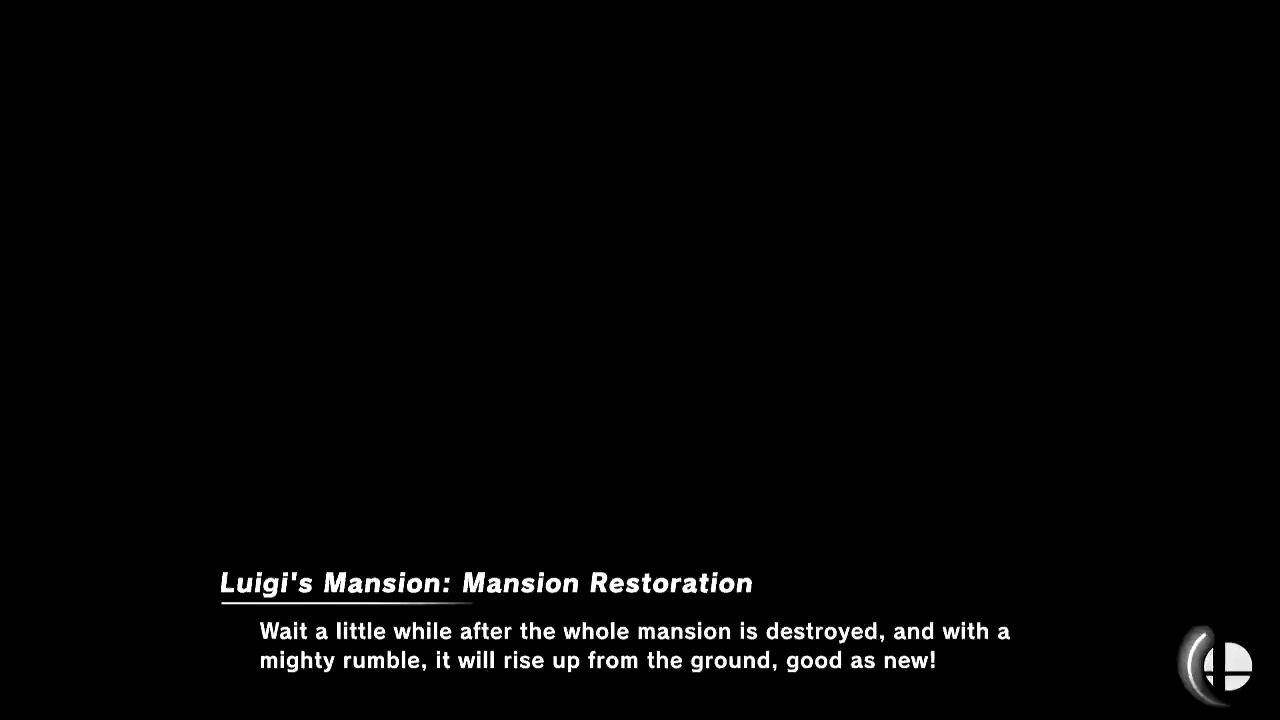 Luigi's Mansion: Mansion Restoration
Wait a little while after the whole mansion is destroyed, and with a
mighty rumble, it will rise up from the ground, good as new!